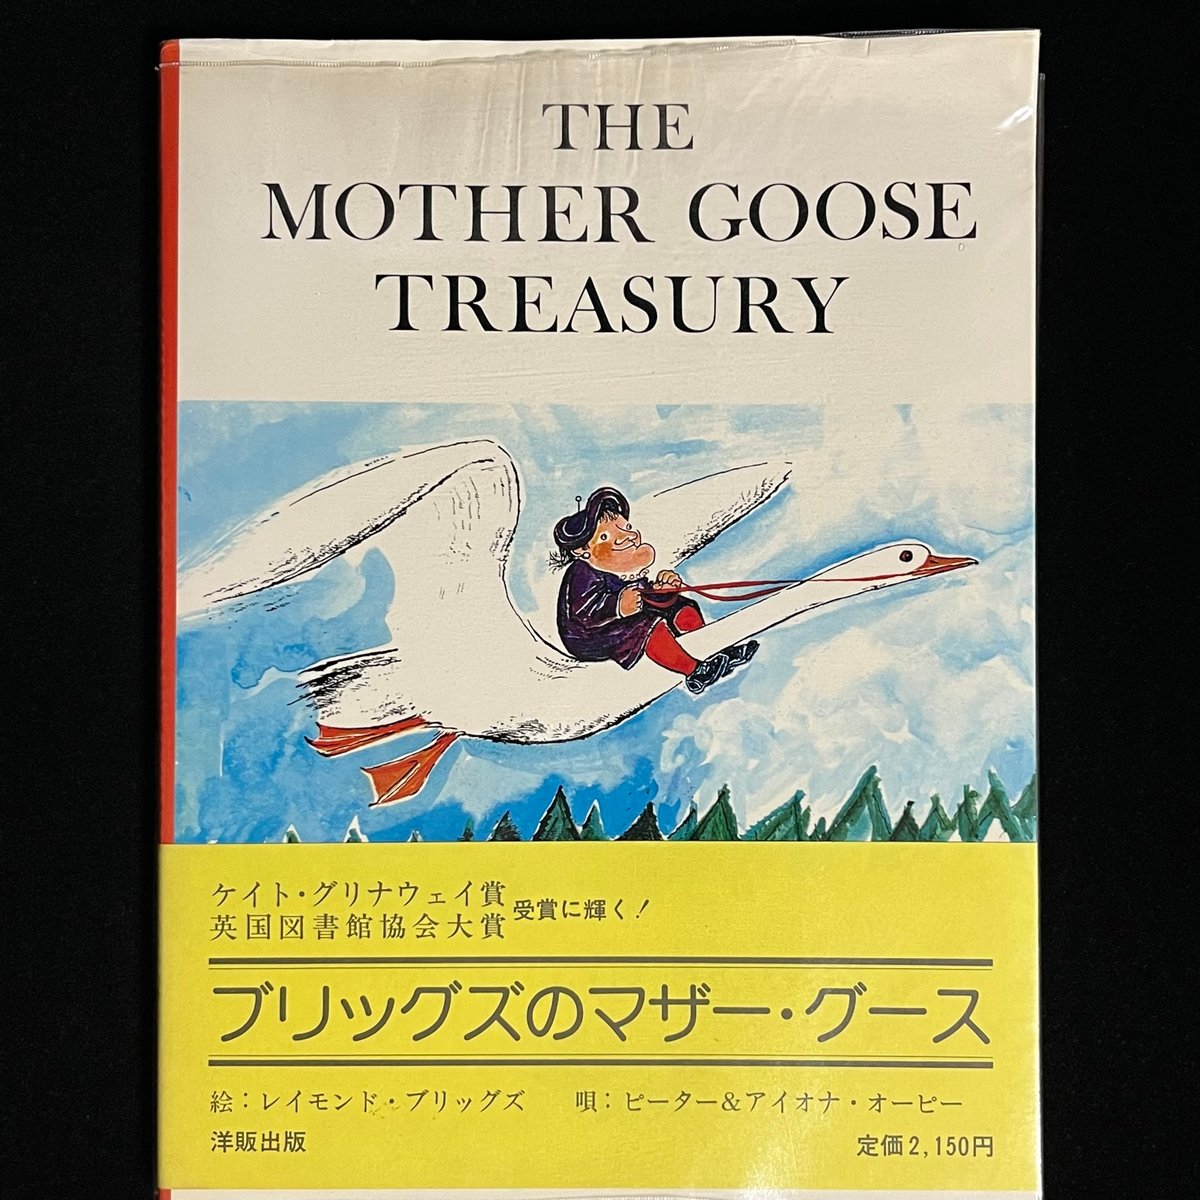 THE
MOTHER GOOSE
TREASURY
ケイト・グリナウェイ賞
英国図書館協会大賞
受賞に輝く!
ブリッグズのマザー・グース
絵:レイモンド・ブリッグズ 唄:ピーター&アイオナ・オーピー
洋販出版 定価2,150円